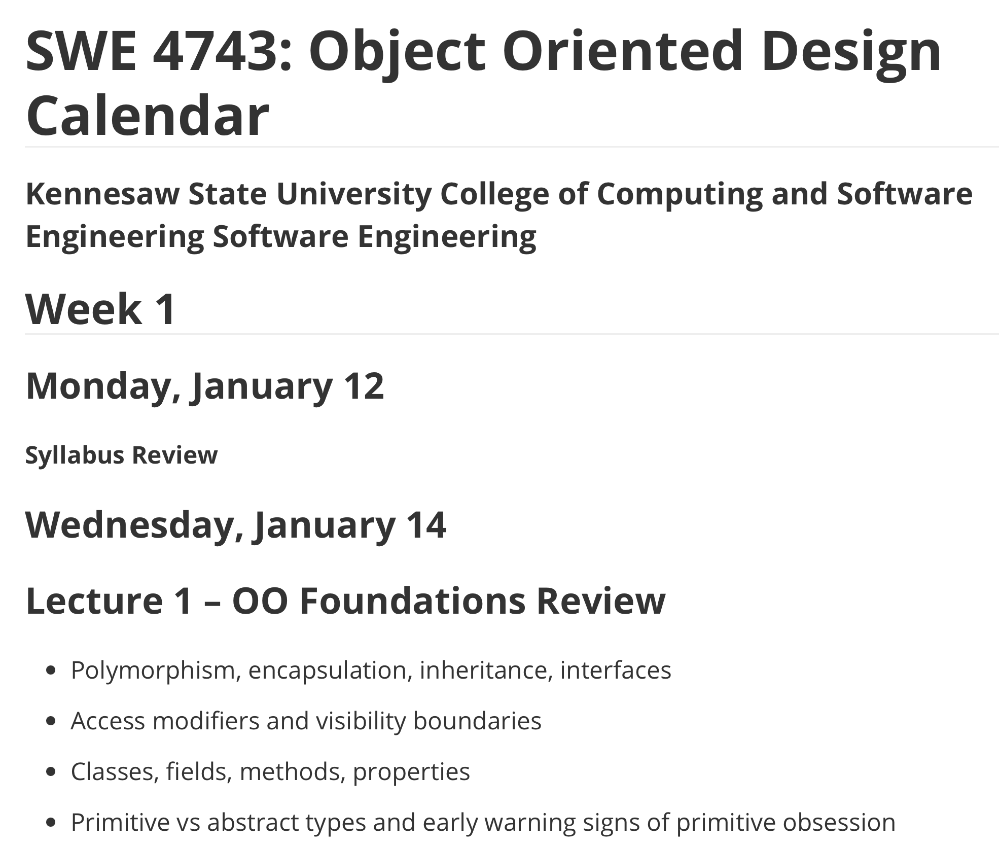 SWE 4743: Object Oriented Design
Calendar
Kennesaw State University College of Computing and Software
Engineering Software Engineering
Week 1
Monday, January 12
Syllabus Review
Wednesday, January 14
Lecture 1 – OO Foundations Review
• Polymorphism, encapsulation, inheritance, interfaces
• Access modifiers and visibility boundaries
• Classes, fields, methods, properties
• Primitive vs abstract types and early warning signs of primitive obsession